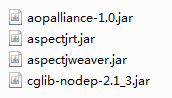 aopalliance-1.0.jar
aspectjrt.jar
aspectjweaver.jar
cglib-nodep-2.1_3.jar